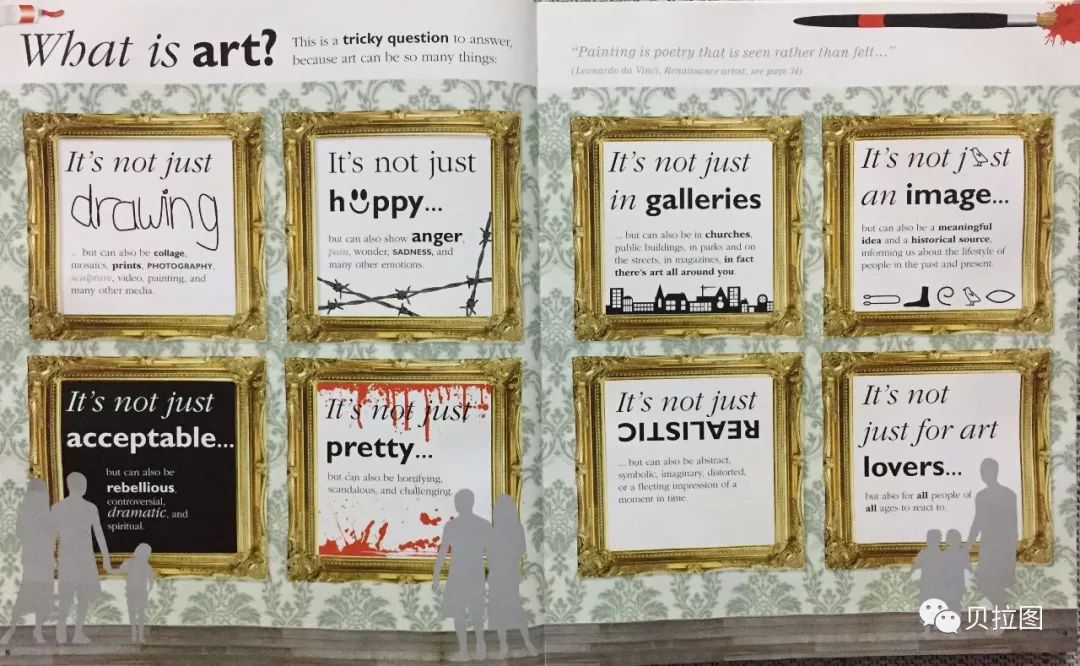 What is art?
This is a tricky question to answer,
because art can be so many things:
"Painting is poetry that is seen rather than felt..."
(Leonardo da Vinci, Renaissance artist, see page 34)
It's not just
drawing
... but can also be collage,
mosaics, prints, PHOTOGRAPHY,
sculpture, video, painting, and
many other media.
It's not just
happy...
but can also show anger,
pain, wonder, SADNESS, and
many other emotions.
It's not just
in galleries
... but can also be in churches,
public buildings, in parks and on
the streets, in magazines, in fact
there's art all around you.
It's not just
an image...
but can also be a meaningful
idea and a historical source,
informing us about the lifestyle of
people in the past and present.
It's not just
acceptable...
but can also be
rebellious,
controversial,
dramatic, and
spiritual.
It's not just
pretty...
but can also be horrifying,
scandalous, and challenging.
It's not just
REALISTIC
... but can also be abstract,
symbolic, imaginary, distorted,
or a fleeting impression of a
moment in time.
It's not
just for art
lovers...
but also for all people of
all ages to react to.
贝拉图